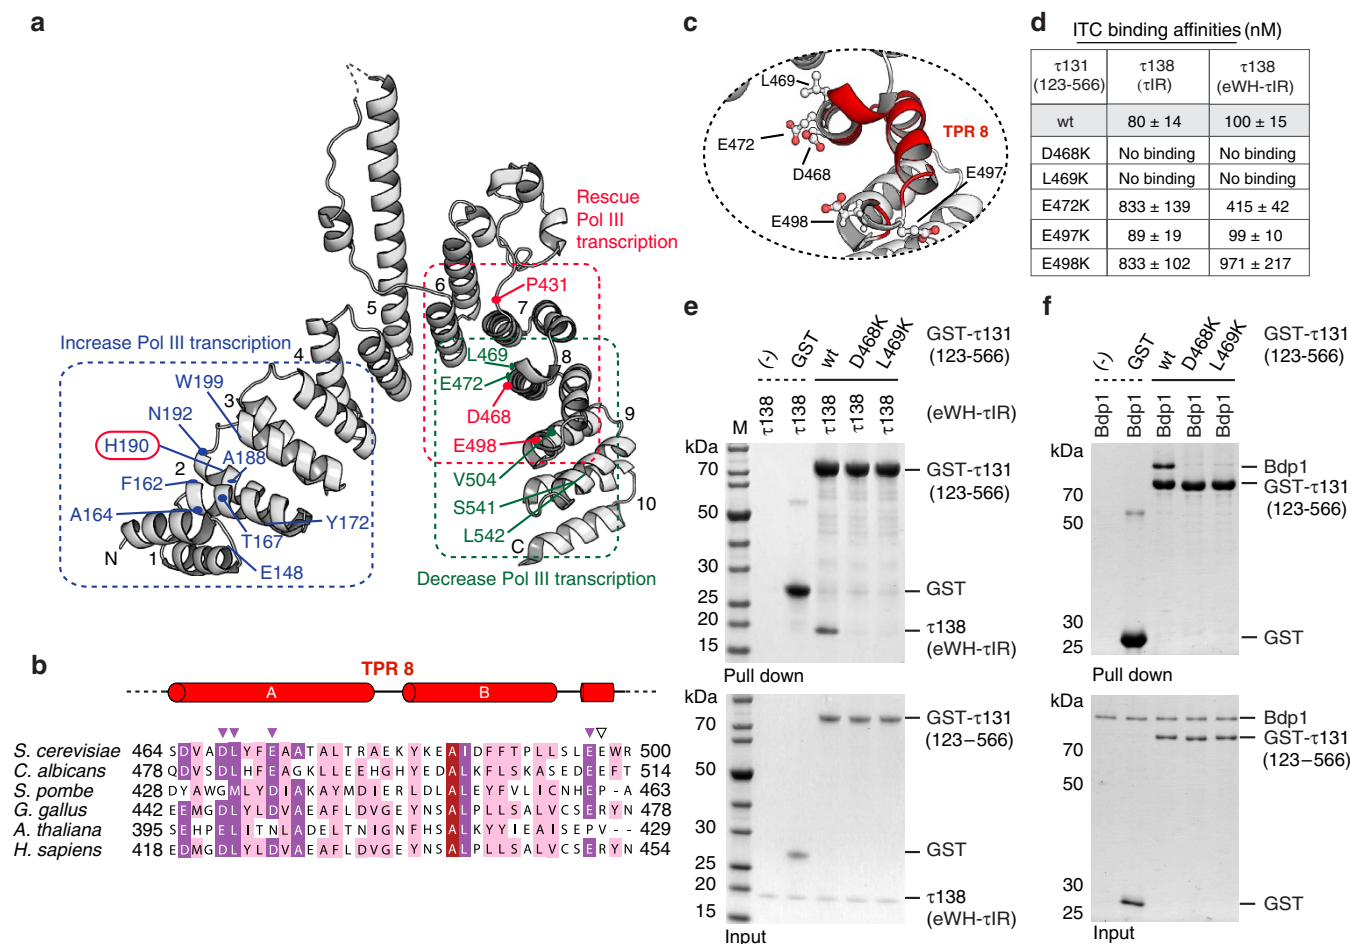 a
Rescue
Pol III
transcription
6
P431
5
7
Increase Pol III transcription
4
L469
8
W199
E472
3
N192
D468
9
H190
A188
E498
2
F162
V504
A164
Y172
S541
10
T167
L542
N
C
1
E148
Decrease Pol III transcription
b
TPR 8
A
B
S. cerevisiae 464 SDVADLYFEAATALTRAEKYKEAIDFFTPLLSLEEWR 500
C. albicans 478 QDVSDLHFEAGKLLEEHGHYEDALKFLSKASEDEEFT 514
S. pombe 428 DYAWGMLYDIAKAYMDIERLDLALEYFVLICNHEP-A 463
G. gallus 442 EEMGDLYLDVAEAFLDVGEYNSALPLLSALVCSERYN 478
A. thaliana 395 SEHPELITNLADELTNIGNFHSALKYYIEAISEPV-- 429
H. sapiens 418 EDMGDLYLDVAEAFLDVGEYNSALPLLSALVCSERYN 454
c
L469
E472
TPR 8
D468
E497
E498
d
ITC binding affinities (nM)
τ131 (123-566) τ138 (τIR) τ138 (eWH-τIR)
wt 80 ± 14 100 ± 15
D468K No binding No binding
L469K No binding No binding
E472K 833 ± 139 415 ± 42
E497K 89 ± 19 99 ± 10
E498K 833 ± 102 971 ± 217
e
(-) GST wt D468K L469K GST-τ131
(123-566)
τ138 τ138 τ138 τ138 τ138 (eWH-τIR)
M
kDa
70
50
30
25
20
15
GST-τ131
(123-566)
GST
τ138
(eWH-τIR)
Pull down
kDa
70
50
30
25
20
15
GST-τ131
(123–566)
GST
τ138
(eWH-τIR)
Input
f
(-) GST wt D468K L469K GST-τ131
(123-566)
Bdp1 Bdp1 Bdp1 Bdp1 Bdp1
kDa
70
50
30
25
Bdp1
GST-τ131
(123-566)
GST
Pull down
kDa
70
50
30
25
Bdp1
GST-τ131
(123–566)
GST
Input